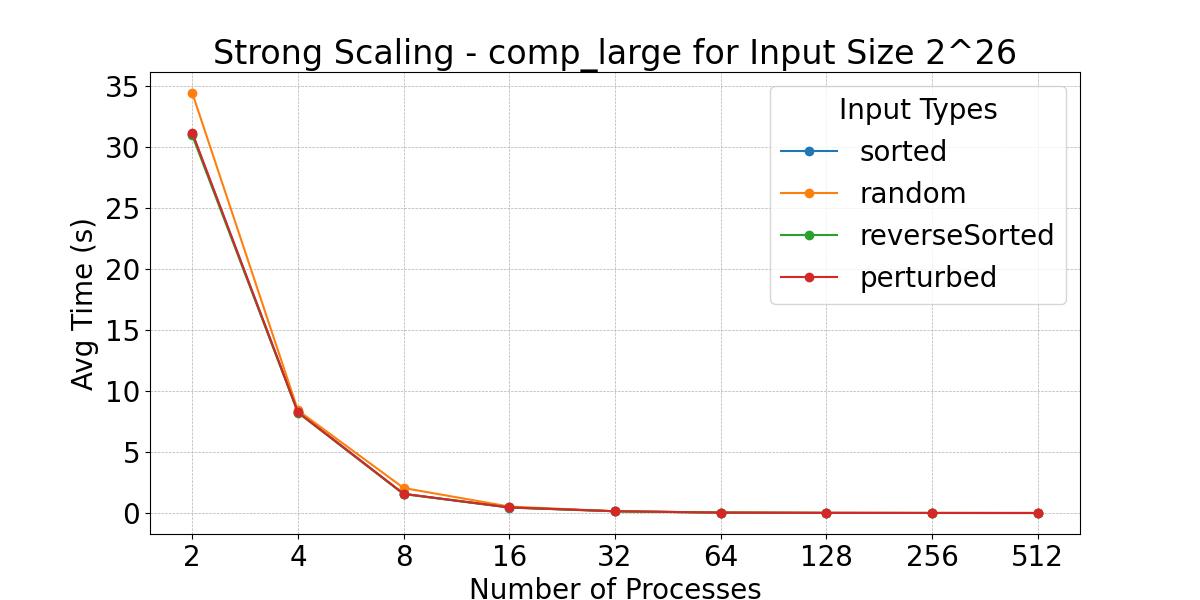 Strong Scaling - comp_large for Input Size 2^26
35
30
25
20
15
10
5
0
Avg Time (s)
Input Types
sorted
random
reverseSorted
perturbed
2 4 8 16 32 64 128 256 512
Number of Processes